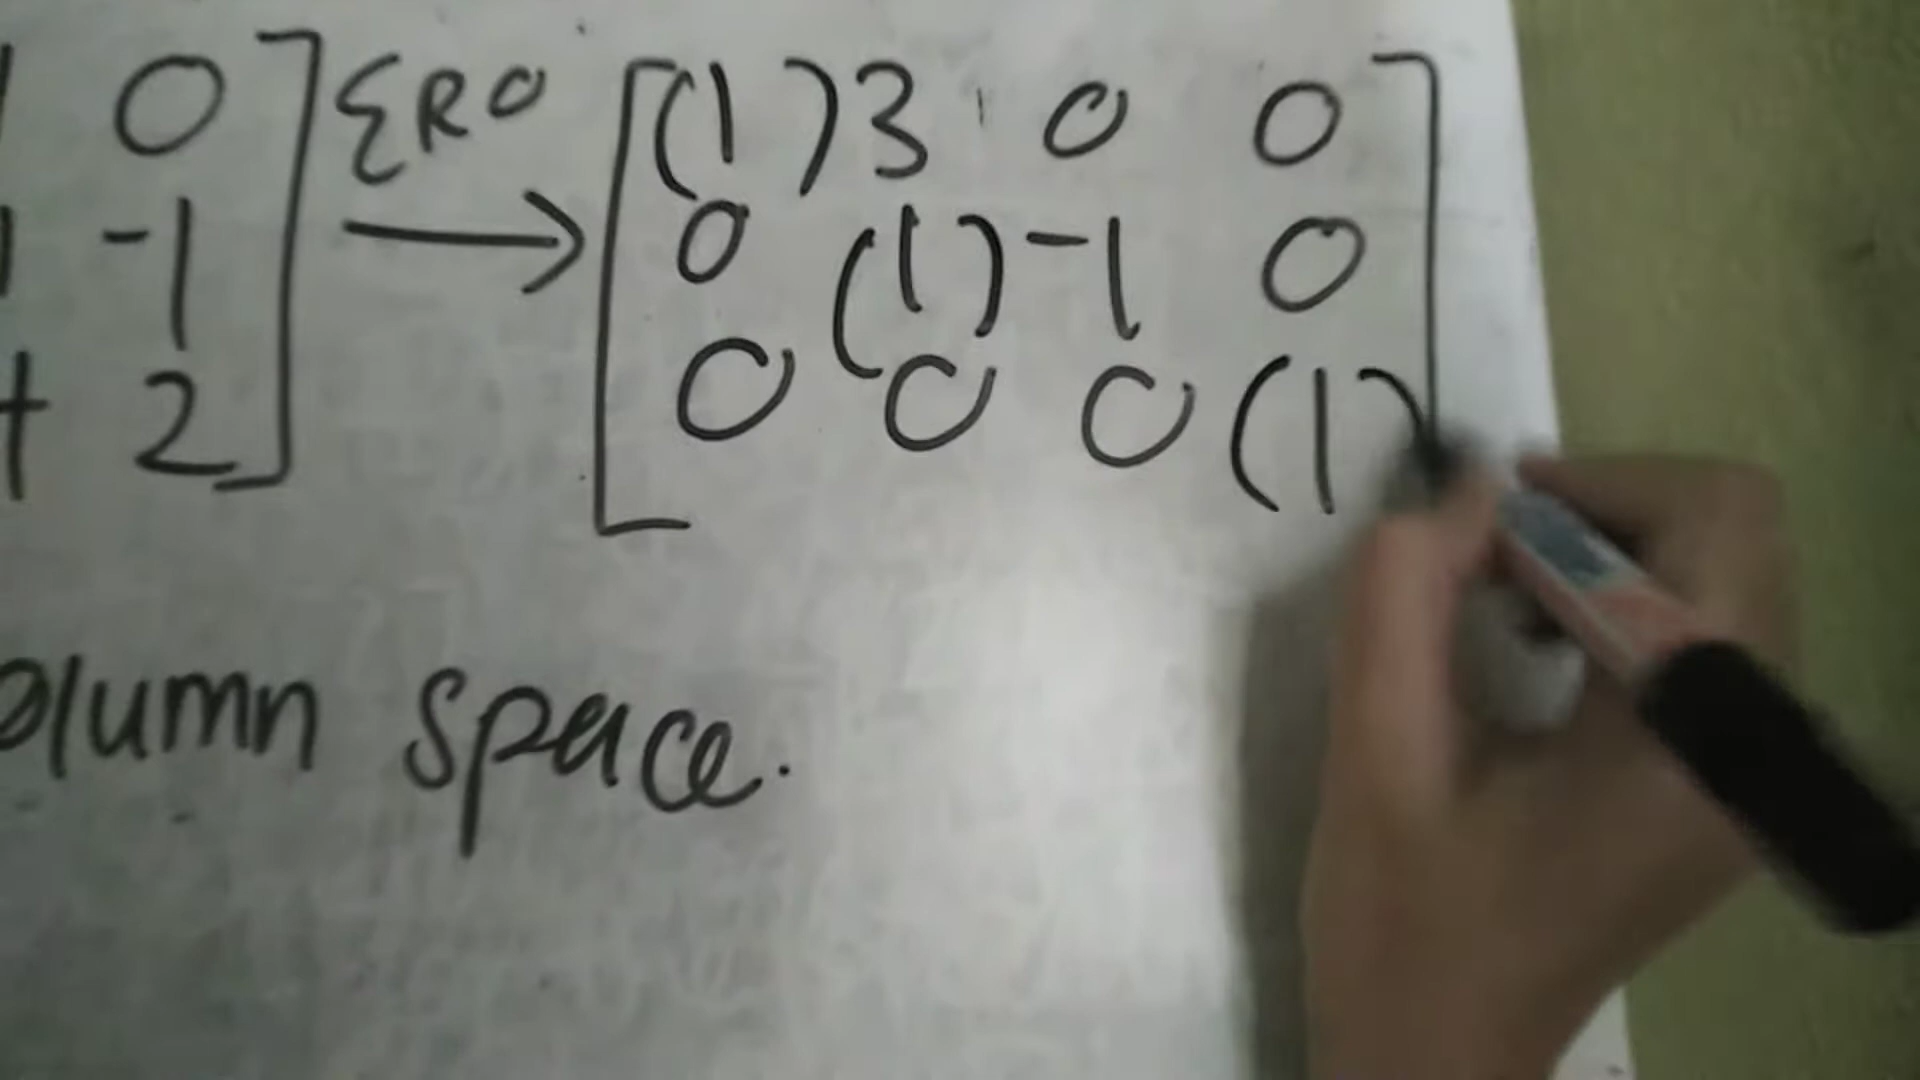 0 ERO (1) 3 0 0
-1 → 0 (1) -1 0
2 0 0 0 (1)
olumn space.